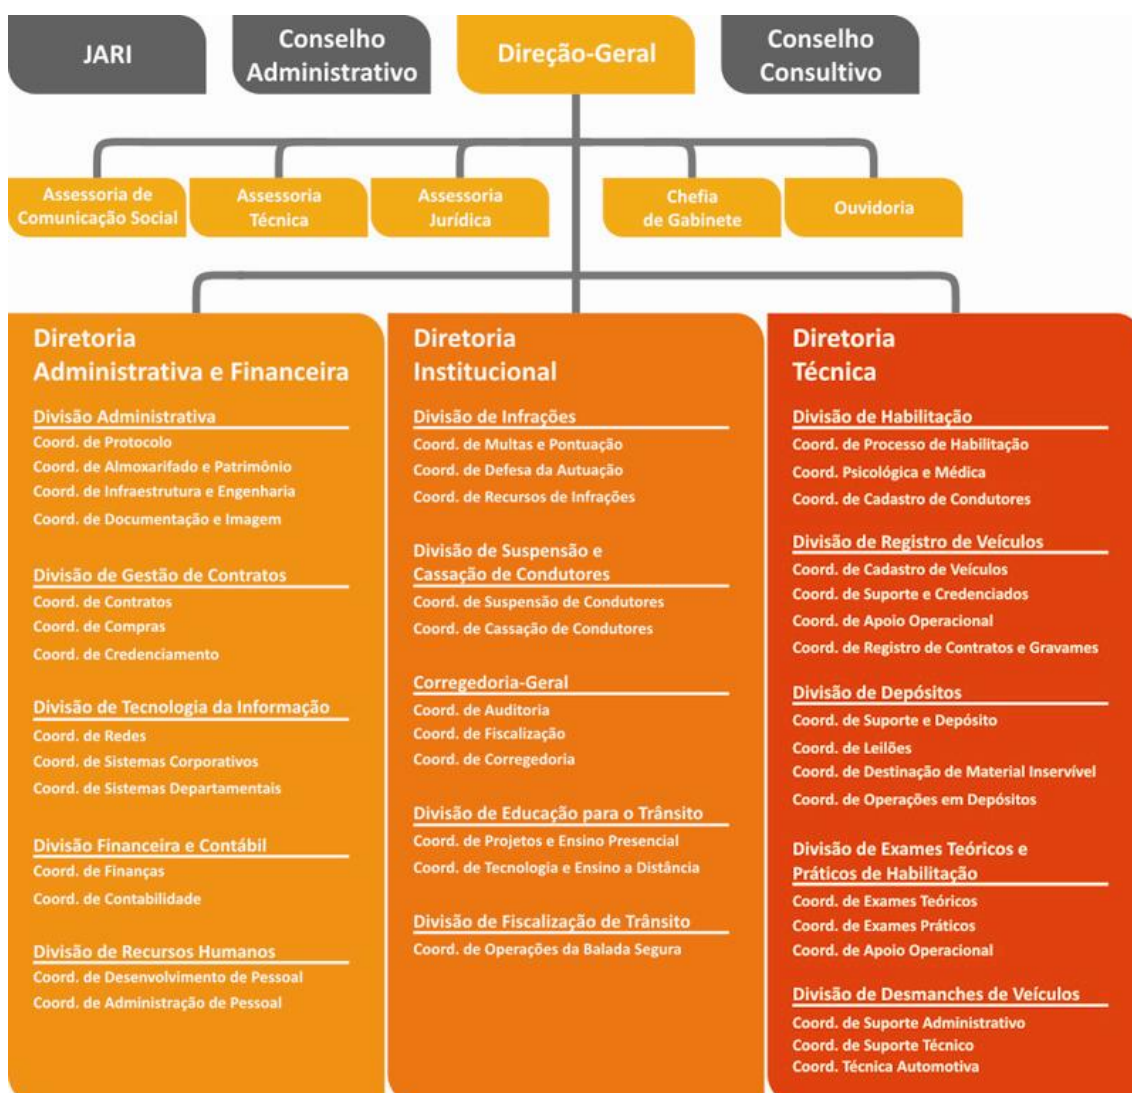 JARI
Conselho
Administrativo
Direção-Geral
Conselho
Consultivo
Assessoria de
Comunicação Social
Assessoria
Técnica
Assessoria
Jurídica
Chefia
de Gabinete
Ouvidoria
Diretoria
Administrativa e Financeira
Divisão Administrativa
Coord. de Protocolo
Coord. de Almoxarifado e Patrimônio
Coord. de Infraestrutura e Engenharia
Coord. de Documentação e Imagem
Divisão de Gestão de Contratos
Coord. de Contratos
Coord. de Compras
Coord. de Credenciamento
Divisão de Tecnologia da Informação
Coord. de Redes
Coord. de Sistemas Corporativos
Coord. de Sistemas Departamentais
Divisão Financeira e Contábil
Coord. de Finanças
Coord. de Contabilidade
Divisão de Recursos Humanos
Coord. de Desenvolvimento de Pessoal
Coord. de Administração de Pessoal
Diretoria
Institucional
Divisão de Infrações
Coord. de Multas e Pontuação
Coord. de Defesa da Autuação
Coord. de Recursos de Infrações
Divisão de Suspensão e
Cassação de Condutores
Coord. de Suspensão de Condutores
Coord. de Cassação de Condutores
Corregedoria-Geral
Coord. de Auditoria
Coord. de Fiscalização
Coord. de Corregedoria
Divisão de Educação para o Trânsito
Coord. de Projetos e Ensino Presencial
Coord. de Tecnologia e Ensino a Distância
Divisão de Fiscalização de Trânsito
Coord. de Operações da Balada Segura
Diretoria
Técnica
Divisão de Habilitação
Coord. de Processo de Habilitação
Coord. Psicológica e Médica
Coord. de Cadastro de Condutores
Divisão de Registro de Veículos
Coord. de Cadastro de Veículos
Coord. de Suporte e Credenciados
Coord. de Apoio Operacional
Coord. de Registro de Contratos e Gravames
Divisão de Depósitos
Coord. de Suporte e Depósito
Coord. de Leilões
Coord. de Destinação de Material Inservível
Coord. de Operações em Depósitos
Divisão de Exames Teóricos e
Práticos de Habilitação
Coord. de Exames Teóricos
Coord. de Exames Práticos
Coord. de Apoio Operacional
Divisão de Desmanches de Veículos
Coord. de Suporte Administrativo
Coord. de Suporte Técnico
Coord. Técnica Automotiva